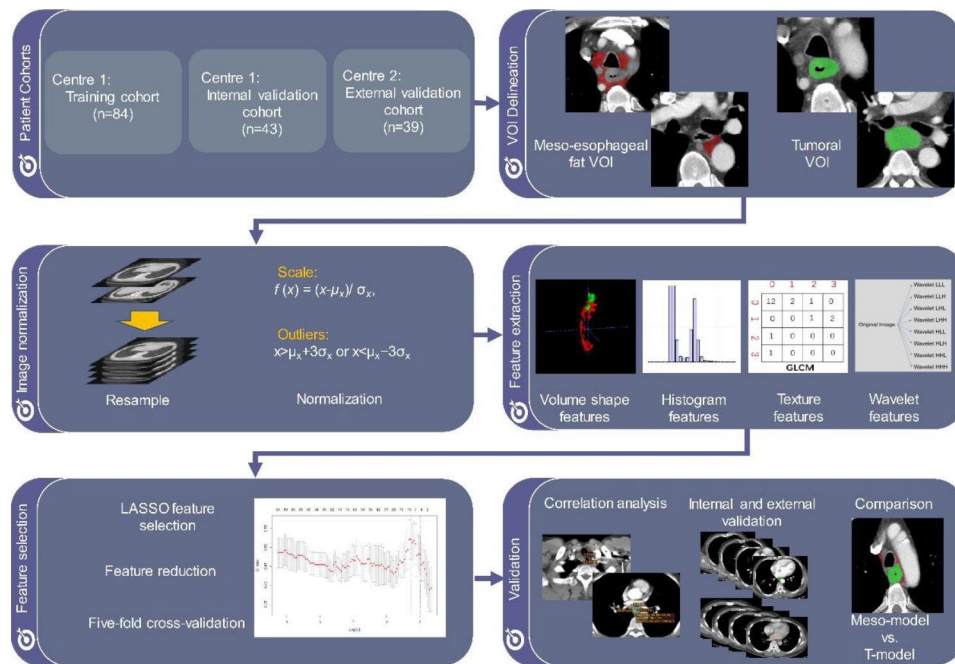 Patient Cohorts
Centre 1:
Training cohort
(n=84)
Centre 1:
Internal validation
cohort
(n=43)
Centre 2:
External validation
cohort
(n=39)
VOI Delineation
Meso-esophageal
fat VOI
Tumoral
VOI
Image normalization
Resample
Scale:
f (x) = (x-μx)/ σx,
Outliers:
x>μx+3σx or x<μx−3σx
Normalization
Feature extraction
Volume shape
features
Histogram
features
0 1 2 3
0 12 2 1 0
1 0 0 1 2
2 1 0 0 0
3 1 0 0 0
GLCM
Texture
features
Original Image
Wavelet LLL
Wavelet LLH
Wavelet LHL
Wavelet LHH
Wavelet HLL
Wavelet HLH
Wavelet HHL
Wavelet HHH
Wavelet
features
Feature selection
LASSO feature
selection
Feature reduction
Five-fold cross-validation
Validation
Correlation analysis
Internal and external
validation
Comparison
Meso-model
vs.
T-model